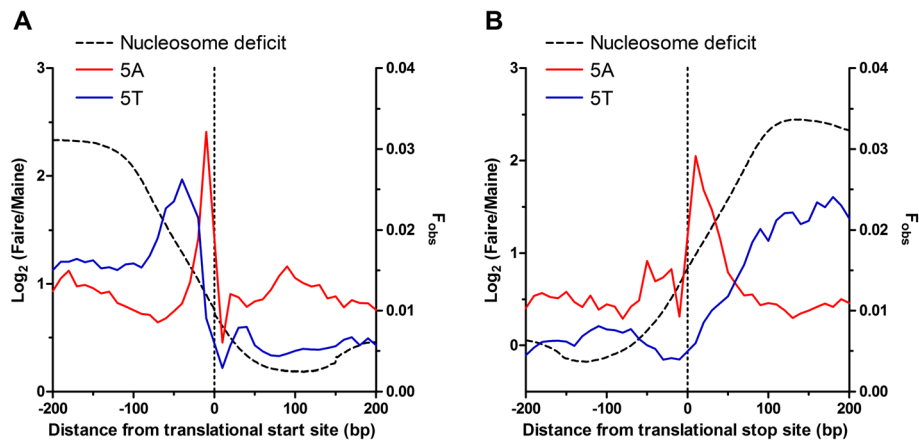 A
Nucleosome deficit
5A
5T
3
2
1
0
Log2 (Faire/Maine)
0.04
0.03
0.02
0.01
0.00
Fobs
-200 -100 0 100 200
Distance from translational start site (bp)
B
Nucleosome deficit
5A
5T
3
2
1
0
Log2 (Faire/Maine)
0.04
0.03
0.02
0.01
0.00
Fobs
-200 -100 0 100 200
Distance from translational stop site (bp)